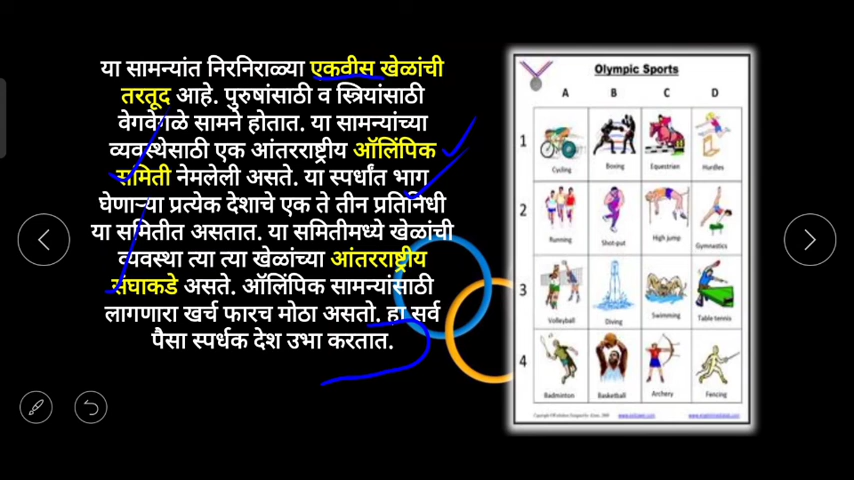 या सामन्यांत निरनिराळ्या एकवीस खेळांची
तरतूद आहे. पुरुषांसाठी व स्त्रियांसाठी
वेगवेगळे सामने होतात. या सामन्यांच्या
व्यवस्थेसाठी एक आंतरराष्ट्रीय ऑलिंपिक
समिती नेमलेली असते. या स्पर्धांत भाग
घेणाऱ्या प्रत्येक देशाचे एक ते तीन प्रतिनिधी
या समितीत असतात. या समितीमध्ये खेळांची
व्यवस्था त्या त्या खेळांच्या आंतरराष्ट्रीय
संघाकडे असते. ऑलिंपिक सामन्यांसाठी
लागणारा खर्च फारच मोठा असतो. हा सर्व
पैसा स्पर्धक देश उभा करतात.
Olympic Sports
A B C D
1 2 3 4
Cycling Boxing Equestrian Hurdles
Running Shot-put High jump Gymnastics
Volleyball Diving Swimming Table tennis
Badminton Basketball Archery Fencing